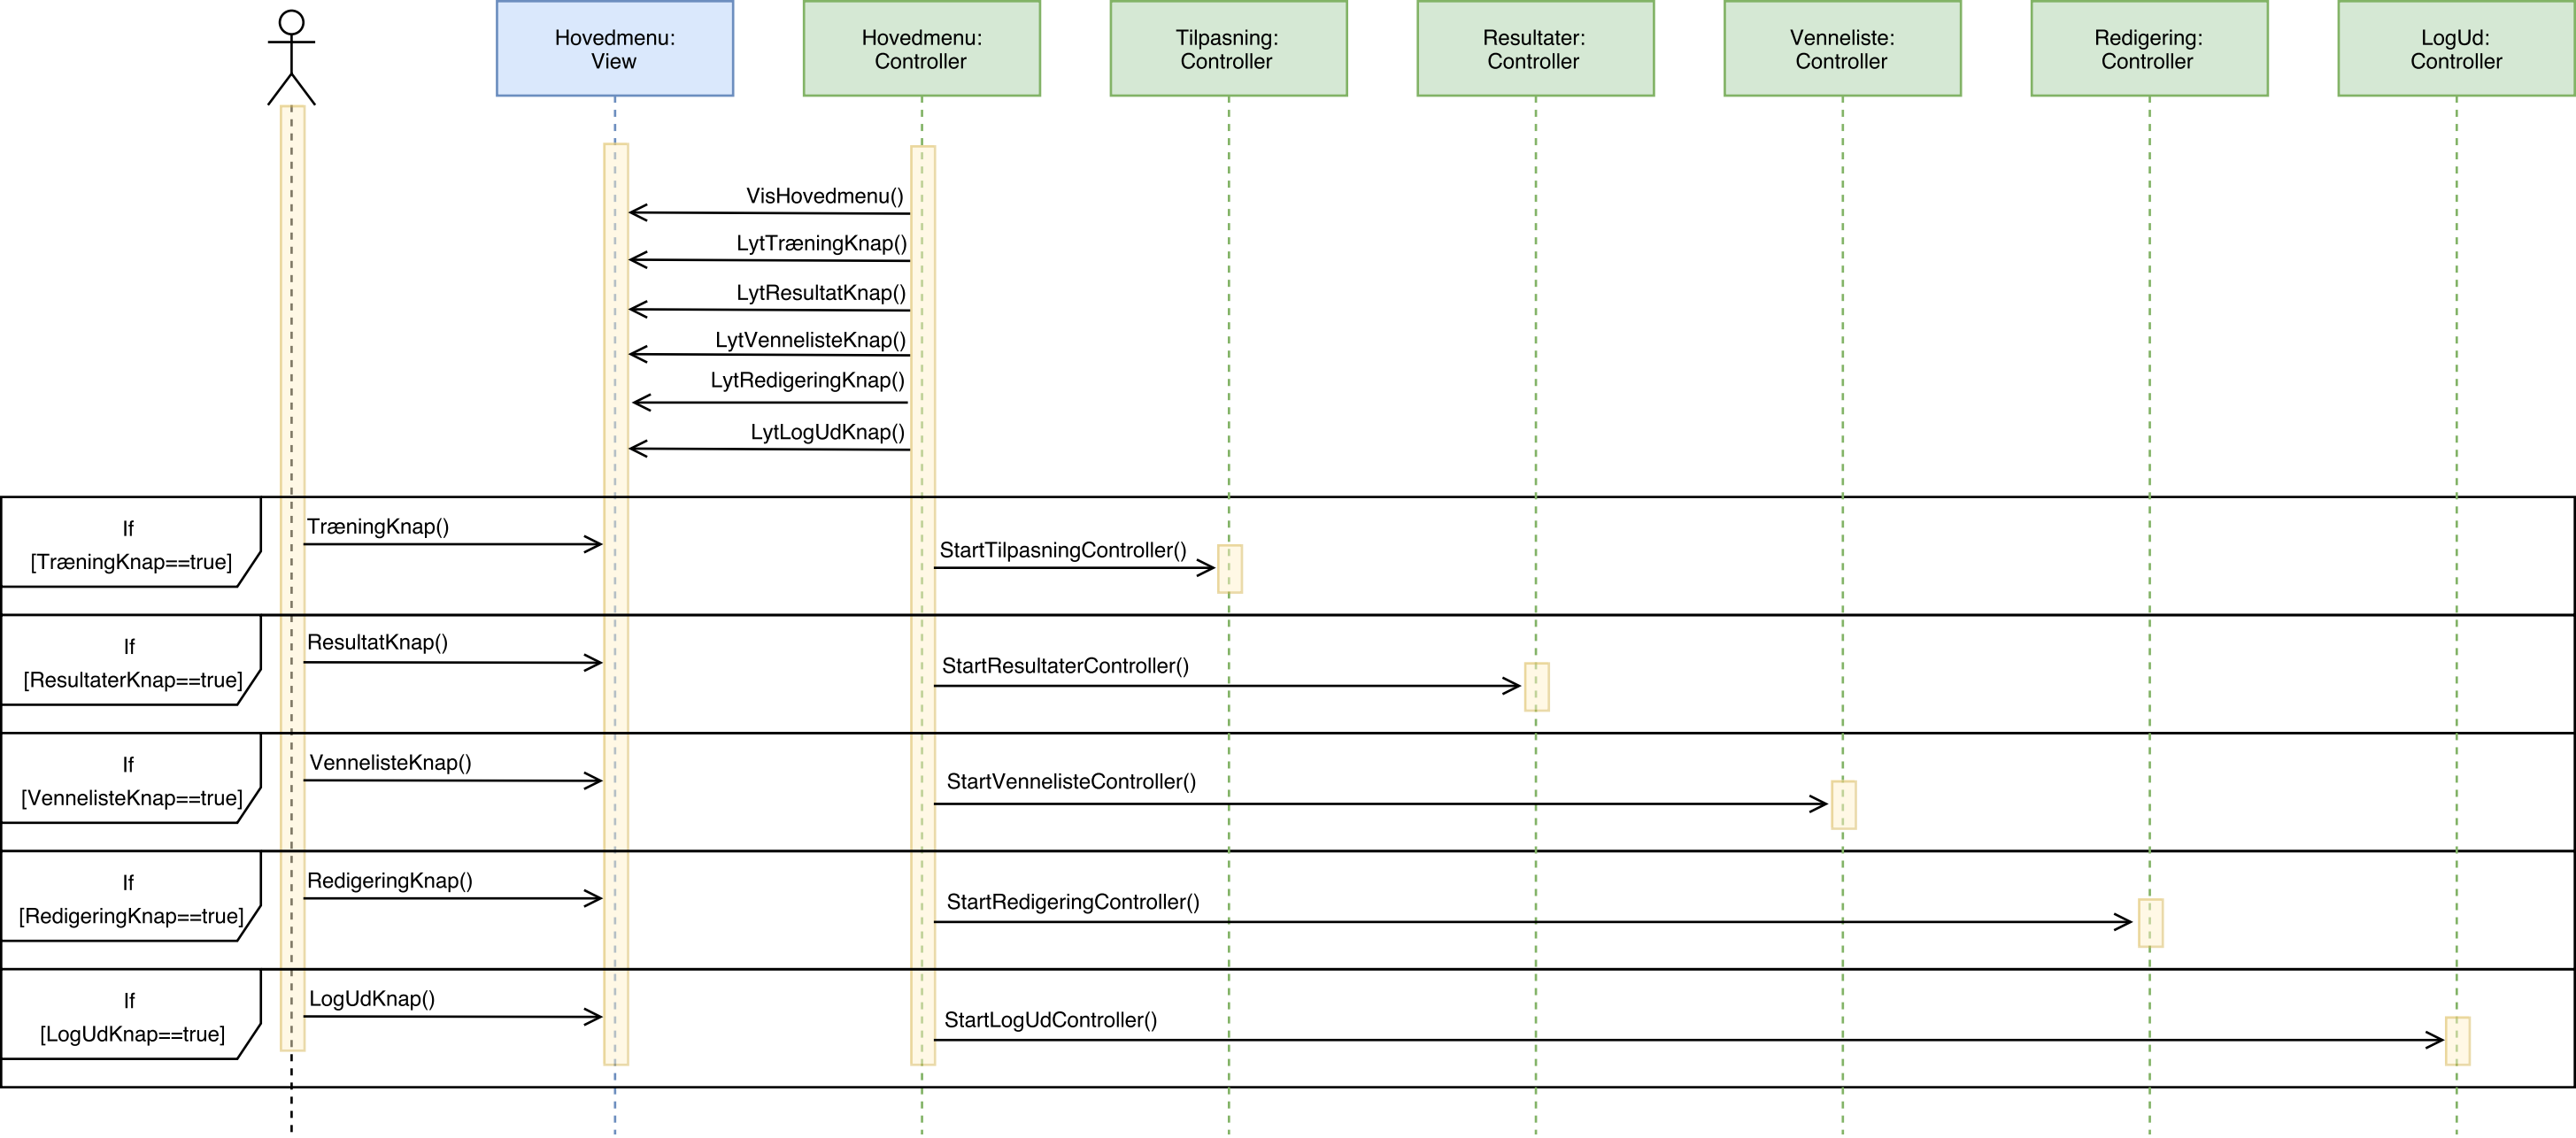 Hovedmenu:
View
Hovedmenu:
Controller
Tilpasning:
Controller
Resultater:
Controller
Venneliste:
Controller
Redigering:
Controller
LogUd:
Controller
VisHovedmenu()
LytTræningKnap()
LytResultatKnap()
LytVennelisteKnap()
LytRedigeringKnap()
LytLogUdKnap()
If
[TræningKnap==true]
TræningKnap()
StartTilpasningController()
If
[ResultaterKnap==true]
ResultatKnap()
StartResultaterController()
If
[VennelisteKnap==true]
VennelisteKnap()
StartVennelisteController()
If
[RedigeringKnap==true]
RedigeringKnap()
StartRedigeringController()
If
[LogUdKnap==true]
LogUdKnap()
StartLogUdController()